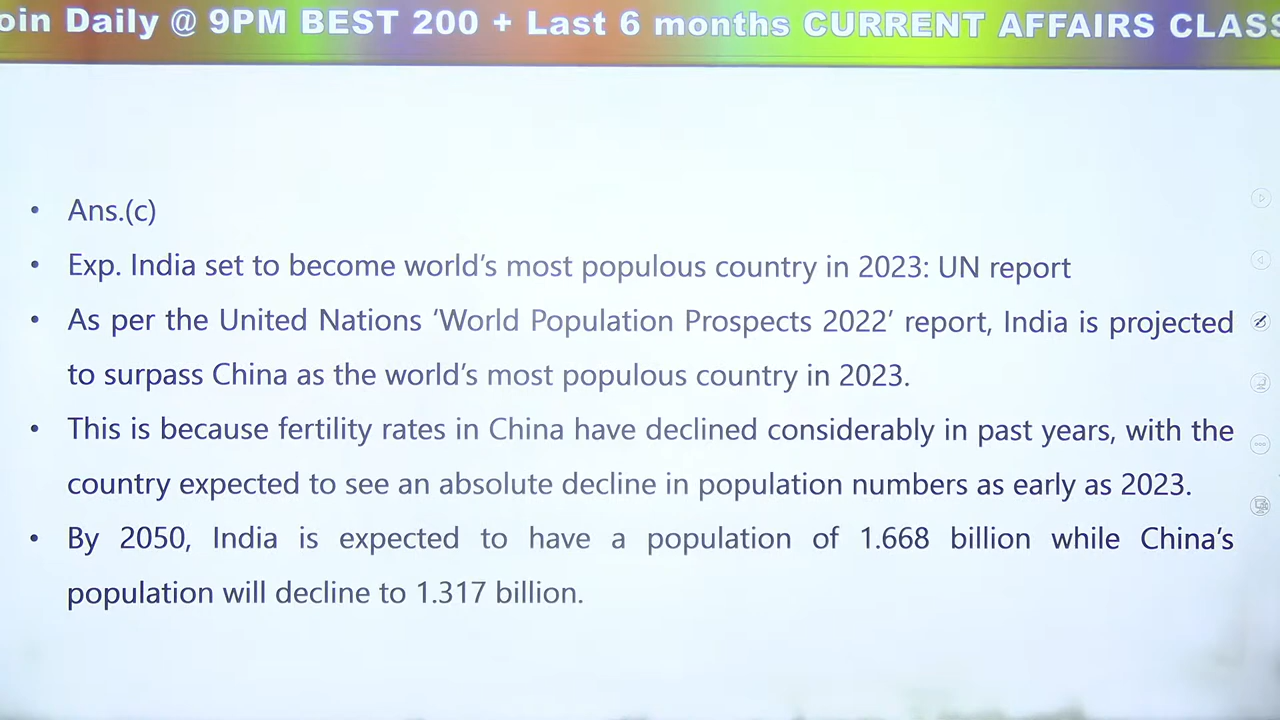 oin Daily @ 9PM BEST 200 + Last 6 months CURRENT AFFAIRS CLASS
• Ans.(c)
• Exp. India set to become world's most populous country in 2023: UN report
• As per the United Nations 'World Population Prospects 2022' report, India is projected
to surpass China as the world's most populous country in 2023.
• This is because fertility rates in China have declined considerably in past years, with the
country expected to see an absolute decline in population numbers as early as 2023.
• By 2050, India is expected to have a population of 1.668 billion while China's
population will decline to 1.317 billion.